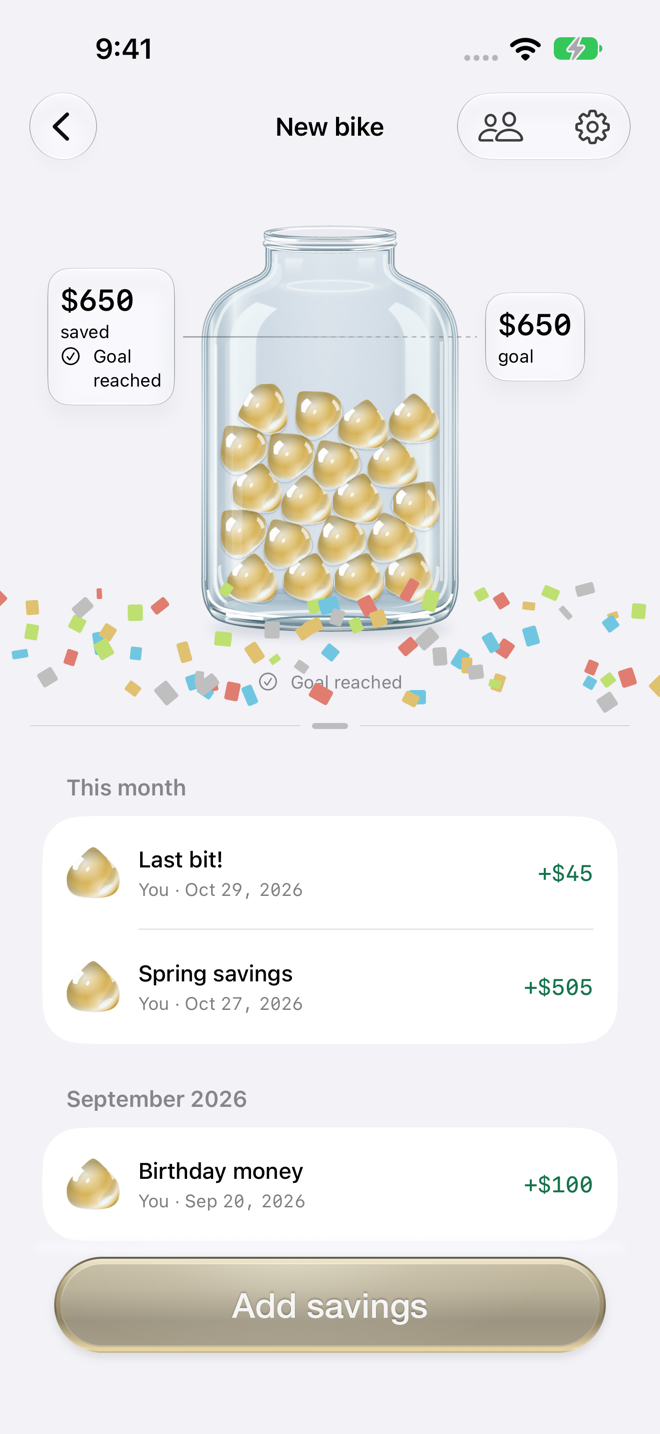 9:41
New bike
$650
saved
Goal
reached
$650
goal
Goal reached
This month
Last bit!
+$45
You · Oct 29, 2026
Spring savings
+$505
You · Oct 27, 2026
September 2026
Birthday money
+$100
You · Sep 20, 2026
Add savings